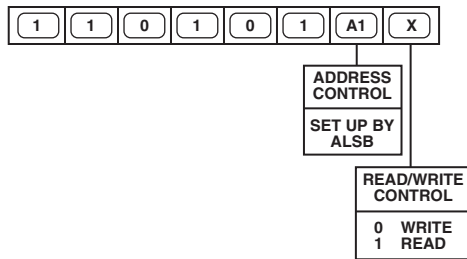 1 1 0 1 0 1 A1 X
ADDRESS
CONTROL
SET UP BY
ALSB
READ/WRITE
CONTROL
0 WRITE
1 READ